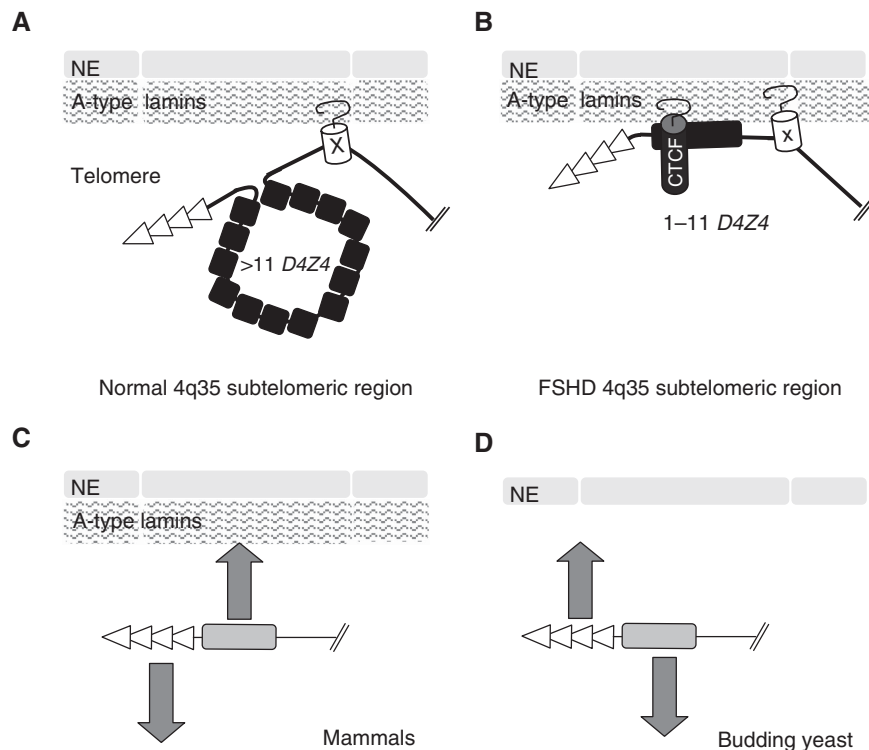 A
NE
A-type lamins
X
Telomere
>11 D4Z4
Normal 4q35 subtelomeric region
B
NE
A-type lamins
CTCF
X
1–11 D4Z4
FSHD 4q35 subtelomeric region
C
NE
A-type lamins
Mammals
D
NE
Budding yeast